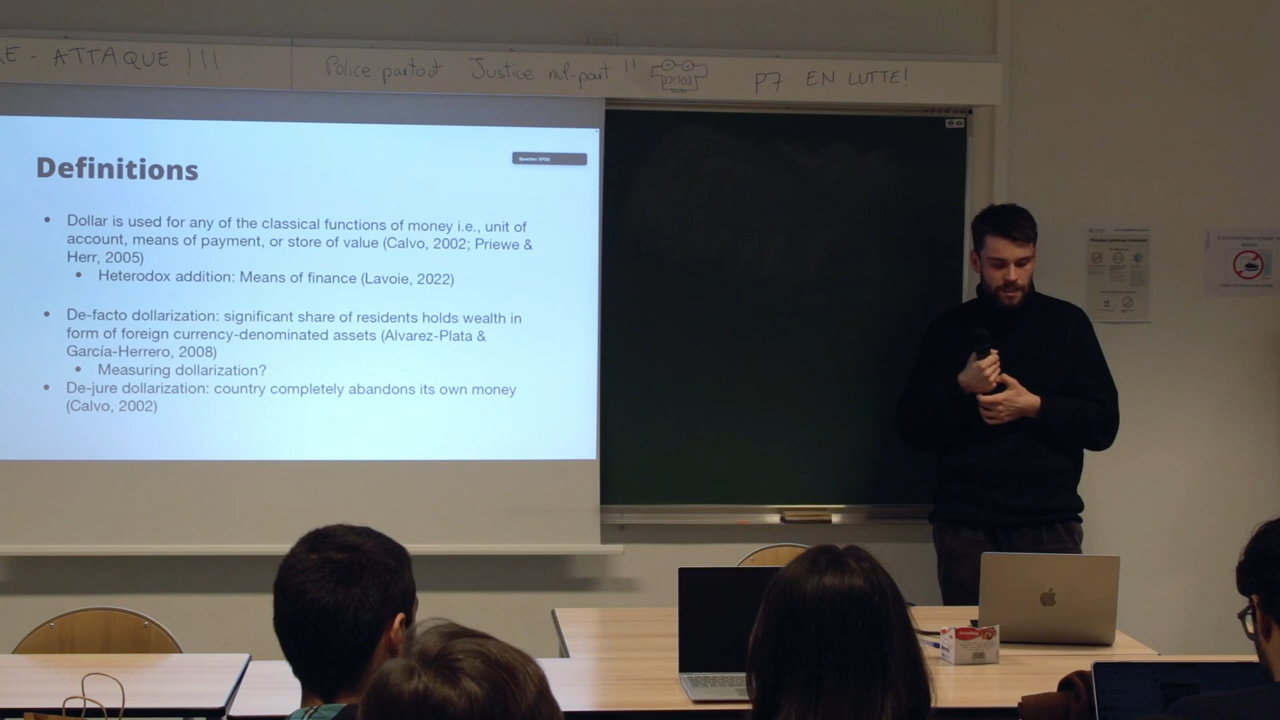 E - ATTAQUE !!!
Police partout Justice nul-part !! POLICE P7 EN LUTTE!
Definitions
Sprecher: EPOG
• Dollar is used for any of the classical functions of money i.e., unit of
account, means of payment, or store of value (Calvo, 2002; Priewe &
Herr, 2005)
• Heterodox addition: Means of finance (Lavoie, 2022)
• De-facto dollarization: significant share of residents holds wealth in
form of foreign currency-denominated assets (Alvarez-Plata &
García-Herrero, 2008)
• Measuring dollarization?
• De-jure dollarization: country completely abandons its own money
(Calvo, 2002)